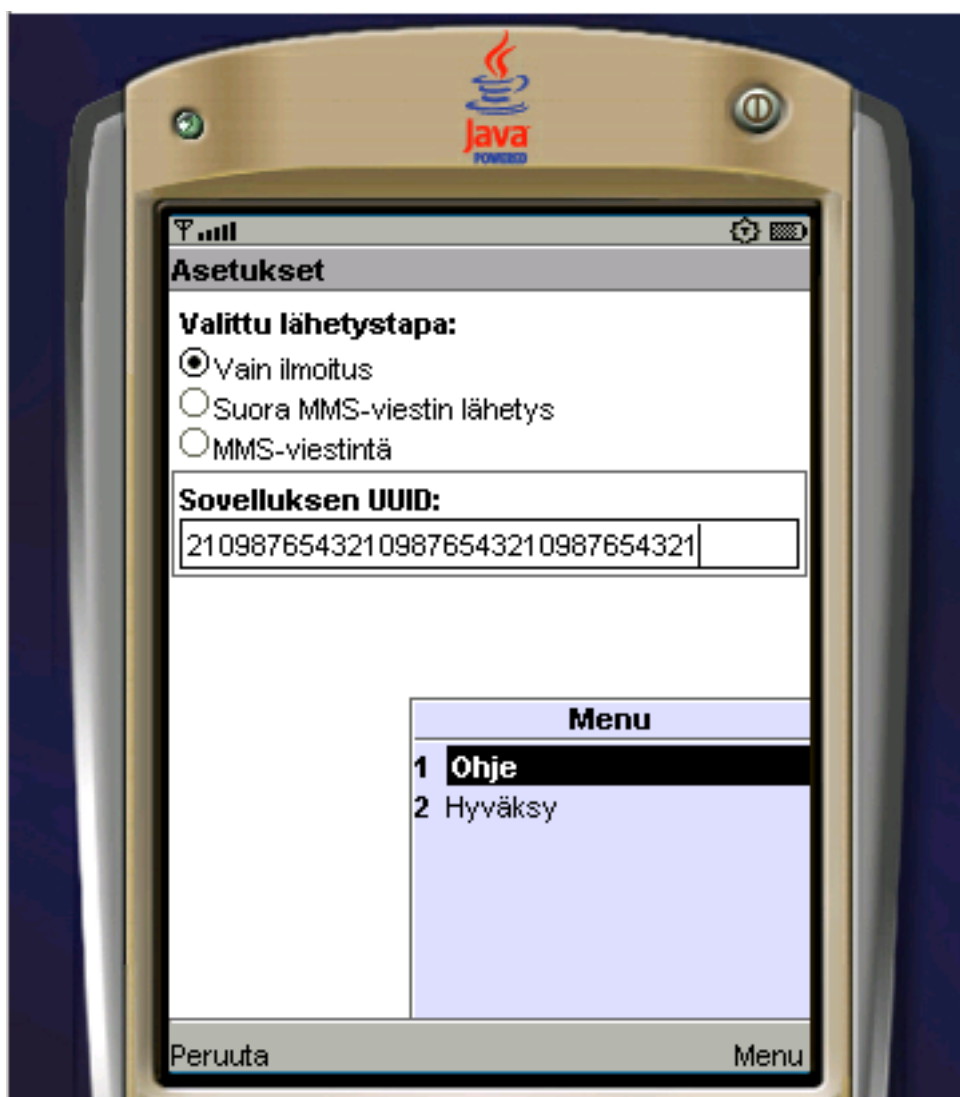 Java
POWERED
Asetukset
Valittu lähetystapa:
Vain ilmoitus
Suora MMS-viestin lähetys
MMS-viestintä
Sovelluksen UUID:
21098765432109876543210987654321
Menu
1 Ohje
2 Hyväksy
Peruuta
Menu